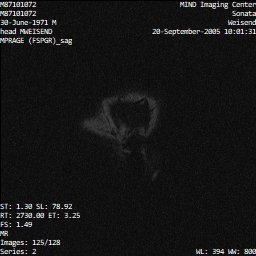 M87101072
M87101072
30-June-1971 M
head MWEISEND
MPRAGE (FSPGR)_sag
MIND Imaging Center
Sonata
Weisend
20-September-2005 10:01:31
ST: 1.30 SL: 78.92
RT: 2730.00 ET: 3.25
FS: 1.49
MR
Images: 125/128
Series: 2
WL: 394 WW: 800